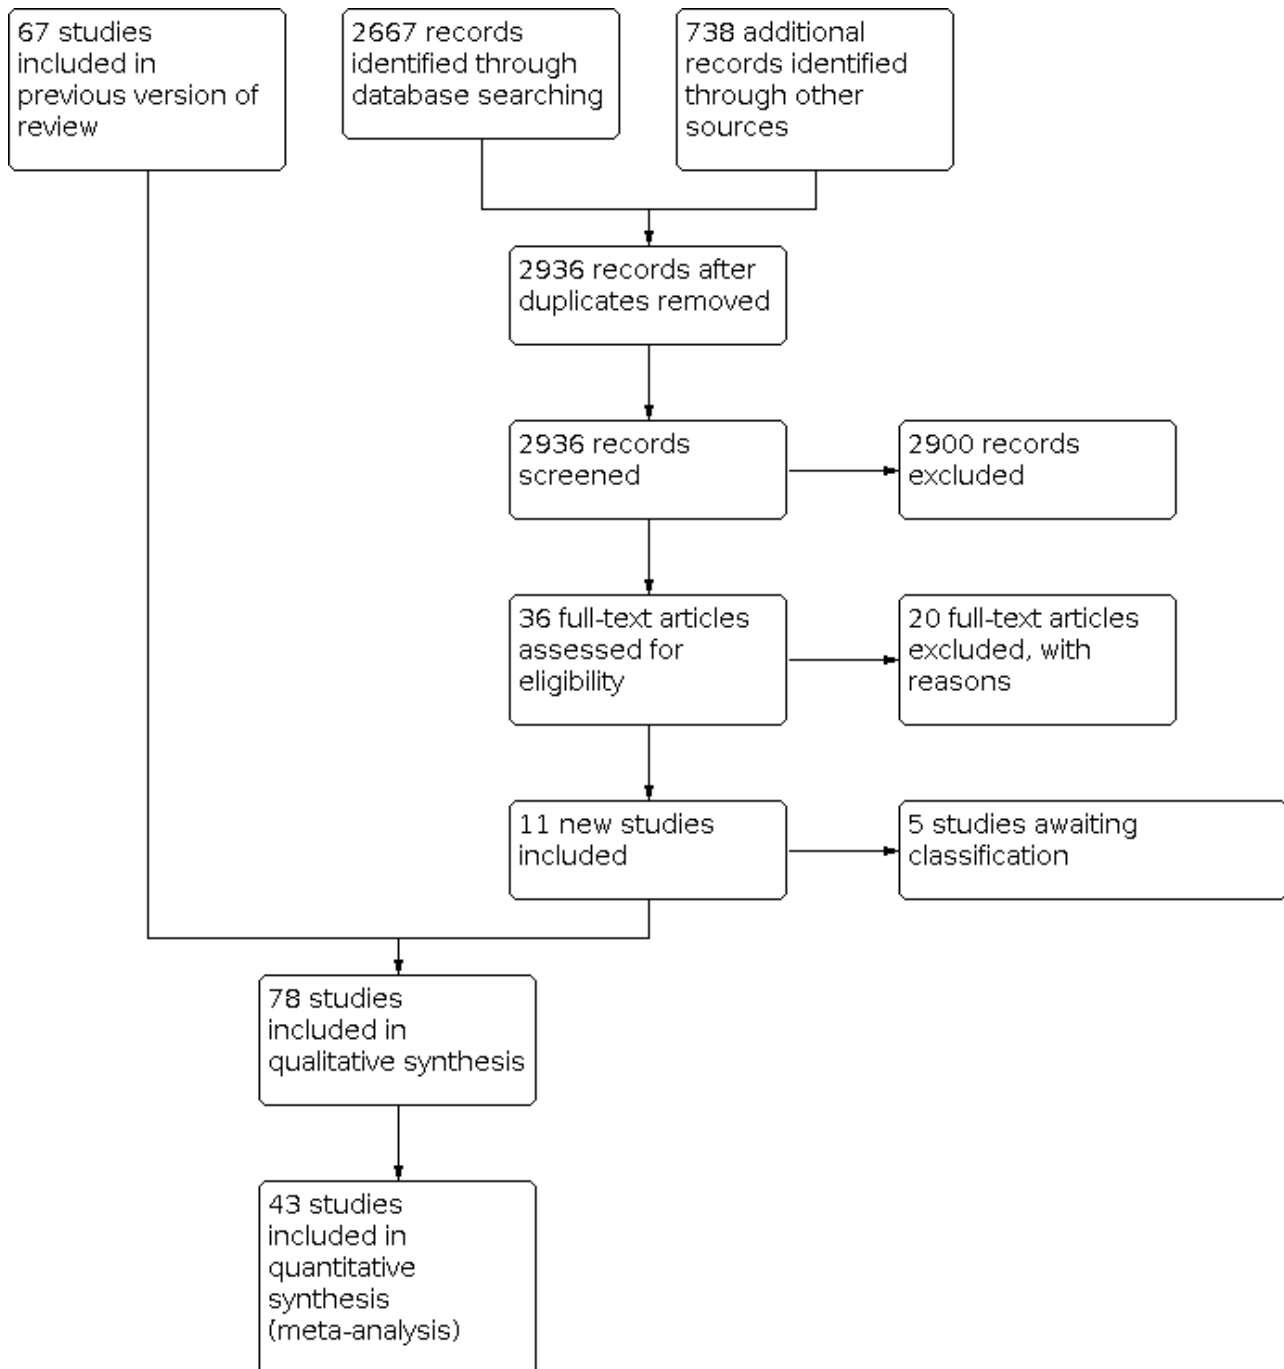 67 studies
included in
previous version of
review
2667 records
identified through
database searching
738 additional
records identified
through other
sources
2936 records after
duplicates removed
2936 records
screened
2900 records
excluded
36 full-text articles
assessed for
eligibility
20 full-text articles
excluded, with
reasons
11 new studies
included
5 studies awaiting
classification
78 studies
included in
qualitative synthesis
43 studies
included in
quantitative
synthesis
(meta-analysis)